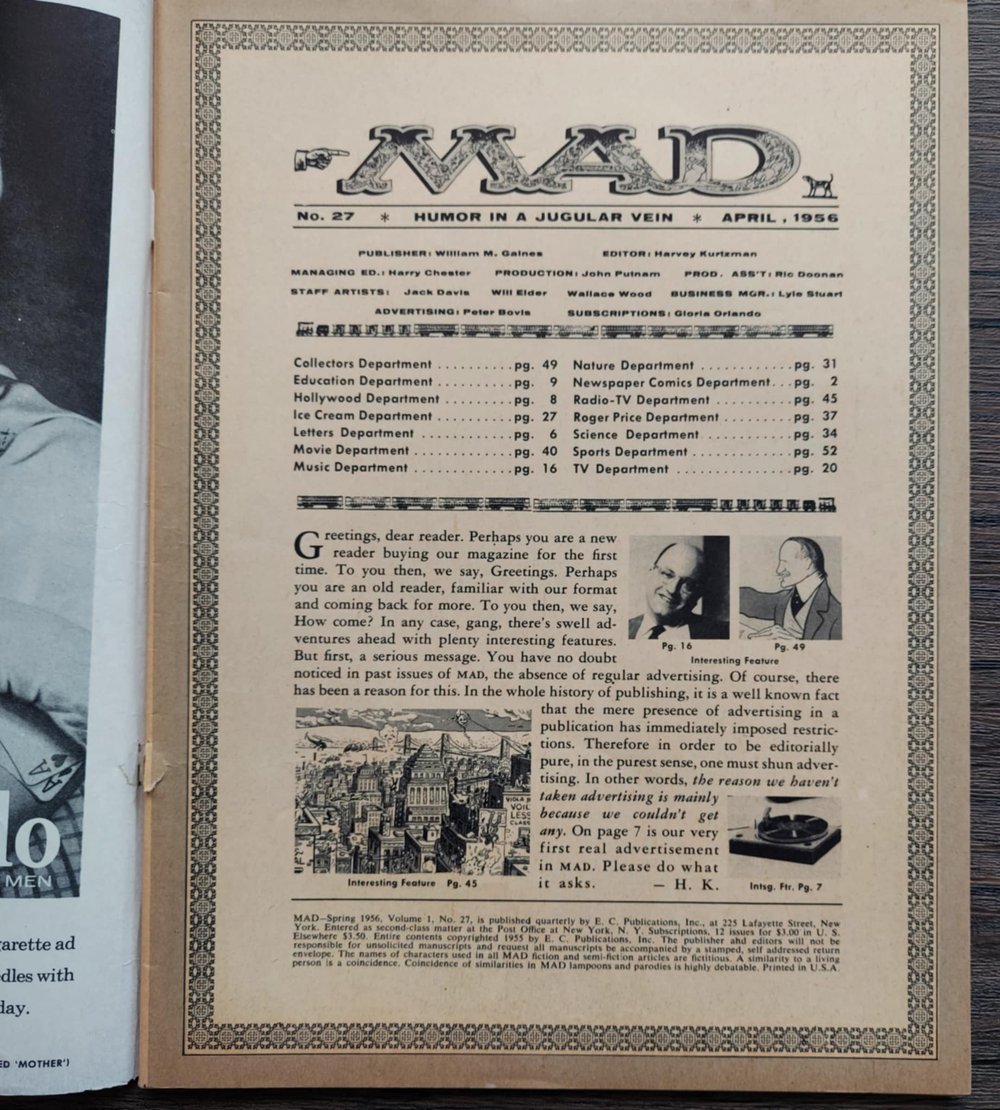 lo
MEN
arette ad
dles with
day.
ED 'MOTHER')
MAD
No. 27 * HUMOR IN A JUGULAR VEIN * APRIL , 1956
PUBLISHER: William M. Gaines EDITOR: Harvey Kurtzman
MANAGING ED.: Harry Chester PRODUCTION: John Putnam PROD. ASS'T: Ric Doonan
STAFF ARTISTS: Jack Davis Will Elder Wallace Wood BUSINESS MGR.: Lyle Stuart
ADVERTISING: Peter Bovis SUBSCRIPTIONS: Gloria Orlando
Collectors Department ..........pg. 49
Education Department ..........pg. 9
Hollywood Department .........pg. 8
Ice Cream Department ..........pg. 27
Letters Department ............pg. 6
Movie Department .............pg. 40
Music Department .............pg. 16
Nature Department ............pg. 31
Newspaper Comics Department...pg. 2
Radio-TV Department ..........pg. 45
Roger Price Department .........pg. 37
Science Department ...........pg. 34
Sports Department .............pg. 52
TV Department ...............pg. 20
Greetings, dear reader. Perhaps you are a new
reader buying our magazine for the first
time. To you then, we say, Greetings. Perhaps
you are an old reader, familiar with our format
and coming back for more. To you then, we say,
How come? In any case, gang, there's swell ad-
ventures ahead with plenty interesting features.
But first, a serious message. You have no doubt
Pg. 16 Pg. 49
Interesting Feature
noticed in past issues of MAD, the absence of regular advertising. Of course, there
has been a reason for this. In the whole history of publishing, it is a well known fact
that the mere presence of advertising in a
publication has immediately imposed restric-
tions. Therefore in order to be editorially
pure, in the purest sense, one must shun adver-
tising. In other words, the reason we haven't
taken advertising is mainly
because we couldn't get
any. On page 7 is our very
first real advertisement
in MAD. Please do what
it asks. — H. K.
VOIC
LESS
CLASS
Interesting Feature Pg. 45
Intsg. Ftr. Pg. 7
MAD—Spring 1956, Volume 1, No. 27, is published quarterly by E. C. Publications, Inc., at 225 Lafayette Street, New
York. Entered as second-class matter at the Post Office at New York, N. Y. Subscriptions, 12 issues for $3.00 in U. S.
Elsewhere $3.50. Entire contents copyrighted 1955 by E. C. Publications, Inc. The publisher ahd editors will not be
responsible for unsolicited manuscripts and request all manuscripts be accompanied by a stamped, self addressed return
envelope. The names of characters used in all MAD fiction and semi-fiction articles are fictitious. A similarity to a living
person is a coincidence. Coincidence of similarities in MAD lampoons and parodies is highly debatable. Printed in U.S.A.